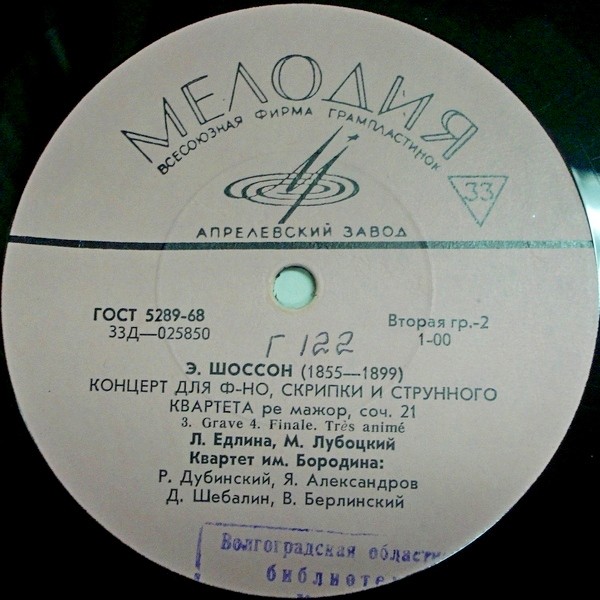 МЕЛОДИЯ
ВСЕСОЮЗНАЯ ФИРМА ГРАМПЛАСТИНОК
33
АПРЕЛЕВСКИЙ ЗАВОД
ГОСТ 5289-68
33Д—025850
Вторая гр.-2
1-00
Г 122
Э. ШОССОН (1855—1899)
КОНЦЕРТ ДЛЯ Ф-НО, СКРИПКИ И СТРУННОГО
КВАРТЕТА ре мажор, соч. 21
3. Grave 4. Finale. Très animé
Л. Едлина, М. Лубоцкий
Квартет им. Бородина:
Р. Дубинский, Я. Александров
Д. Шебалин, В. Берлинский
Волгоградская област
библиоте